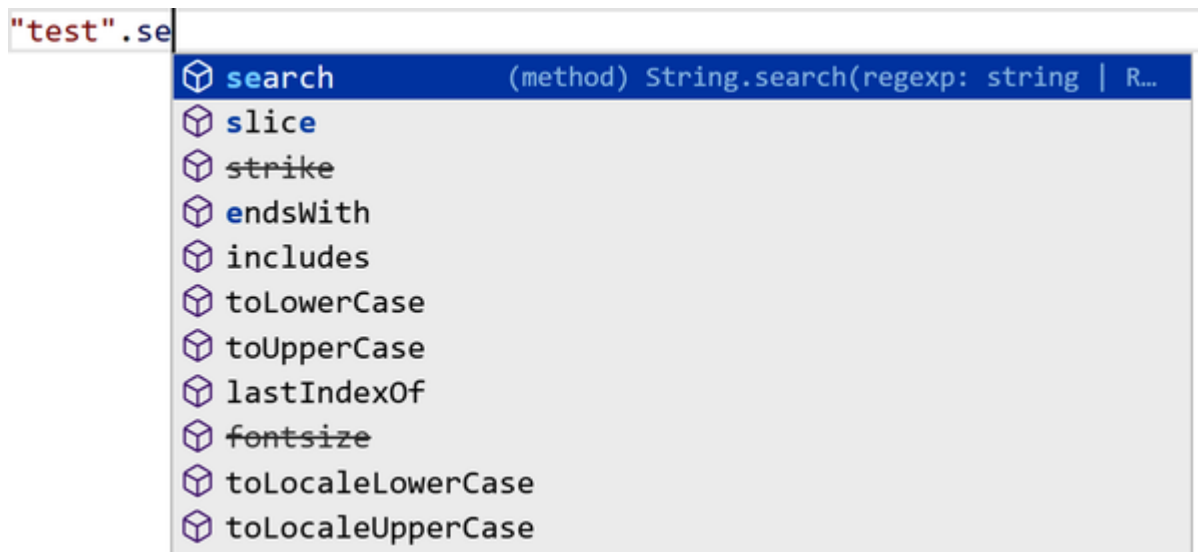 "test".se
search (method) String.search(regexp: string | R…
slice
strike
endsWith
includes
toLowerCase
toUpperCase
lastIndexOf
fontsize
toLocaleLowerCase
toLocaleUpperCase